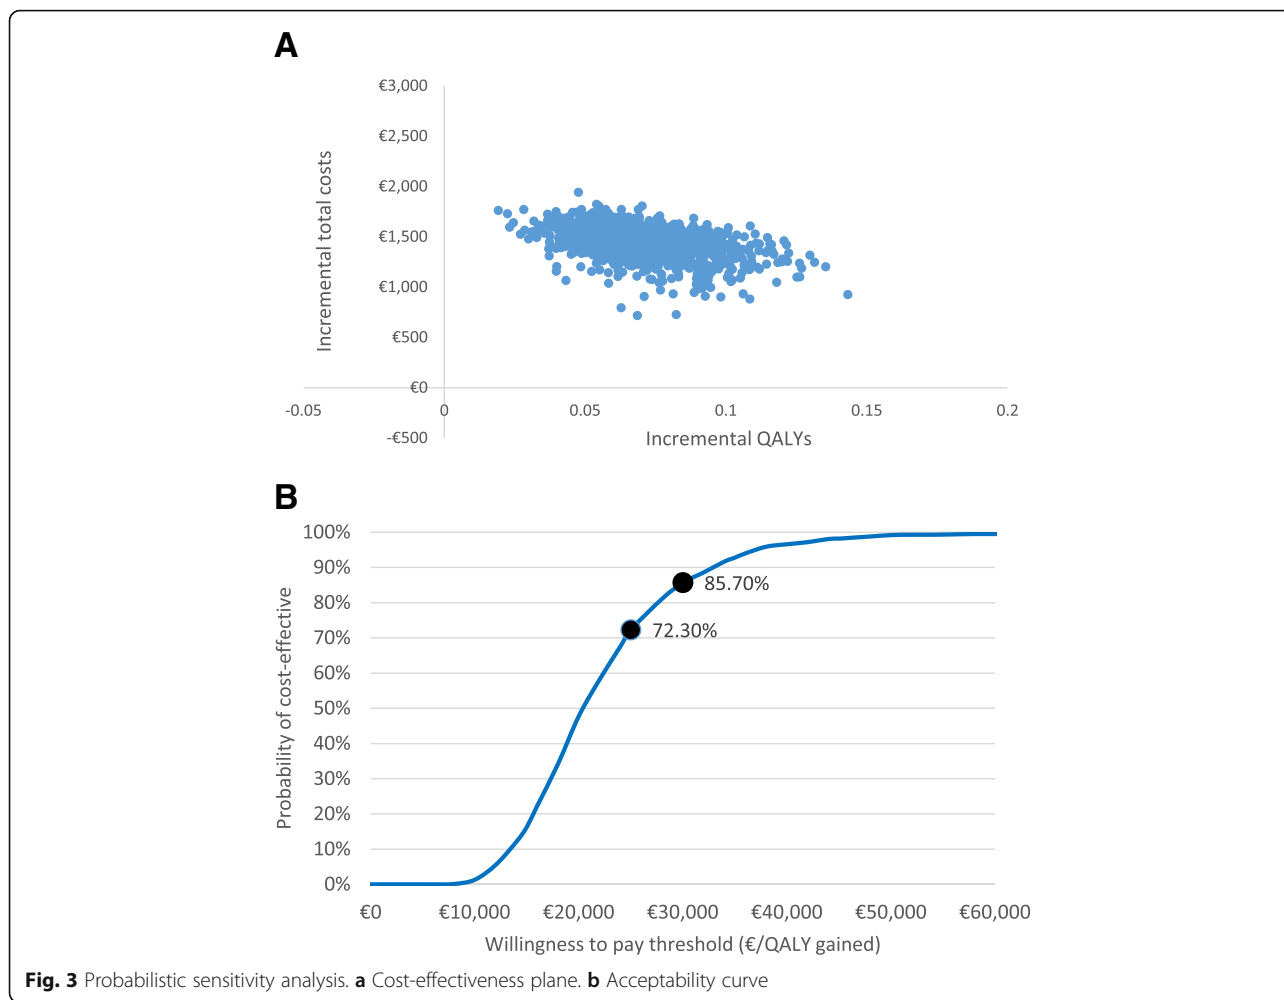 A
€3,000
€2,500
€2,000
€1,500
€1,000
€500
€0
-€500
Incremental total costs
-0.05 0 0.05 0.1 0.15 0.2
Incremental QALYs
B
100%
90%
80%
70%
60%
50%
40%
30%
20%
10%
0%
Probability of cost-effective
85.70%
72.30%
€0 €10,000 €20,000 €30,000 €40,000 €50,000 €60,000
Willingness to pay threshold (€/QALY gained)
Fig. 3 Probabilistic sensitivity analysis. a Cost-effectiveness plane. b Acceptability curve